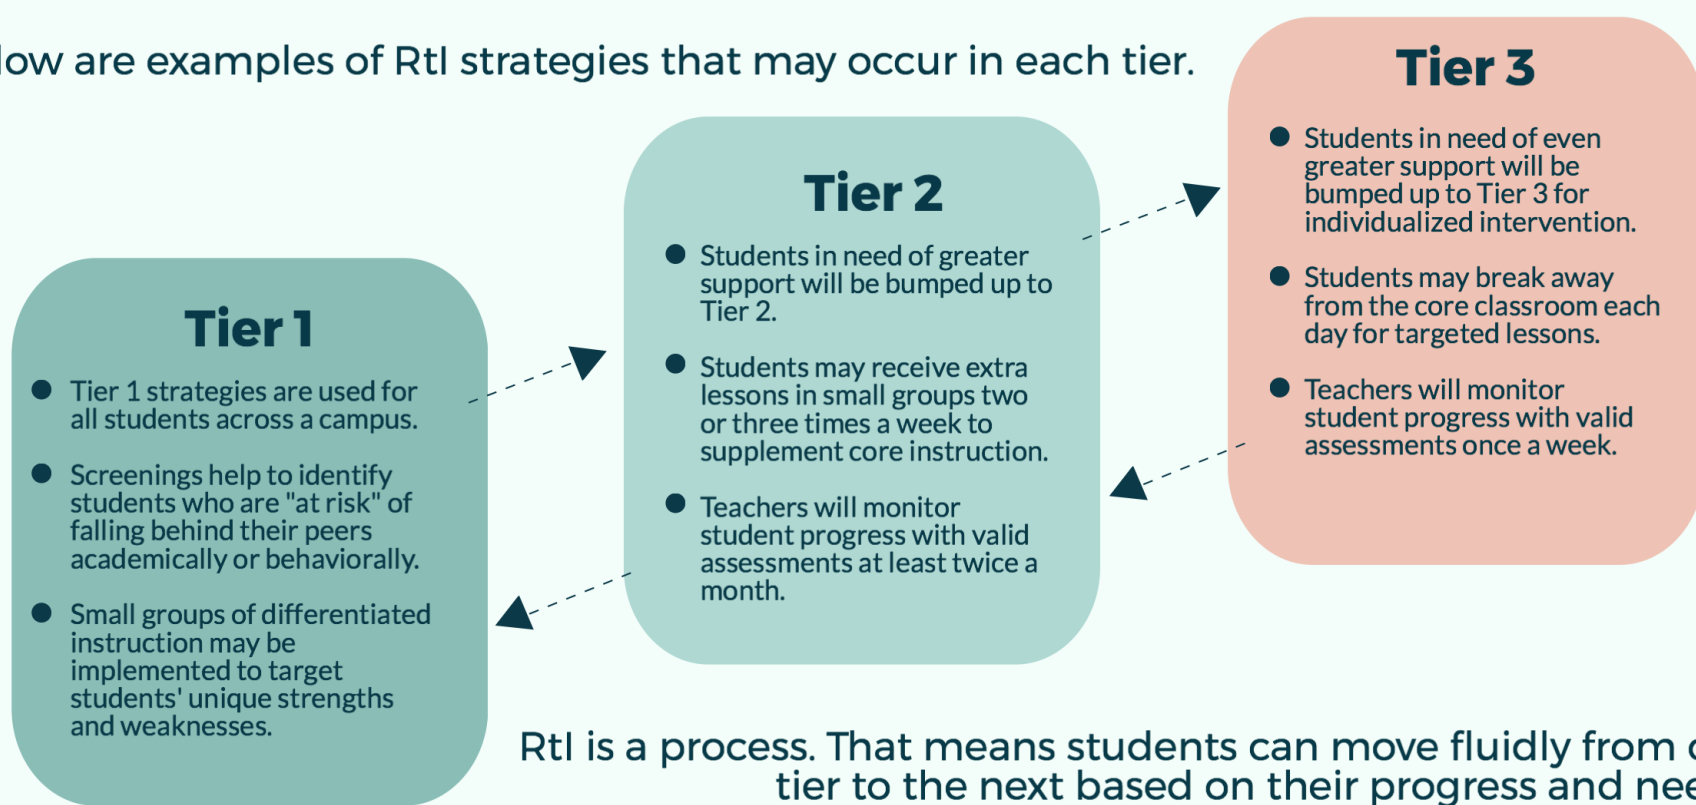 low are examples of RtI strategies that may occur in each tier.
Tier 1
● Tier 1 strategies are used for
all students across a campus.
● Screenings help to identify
students who are "at risk" of
falling behind their peers
academically or behaviorally.
● Small groups of differentiated
instruction may be
implemented to target
students' unique strengths
and weaknesses.
Tier 2
● Students in need of greater
support will be bumped up to
Tier 2.
● Students may receive extra
lessons in small groups two
or three times a week to
supplement core instruction.
● Teachers will monitor
student progress with valid
assessments at least twice a
month.
Tier 3
● Students in need of even
greater support will be
bumped up to Tier 3 for
individualized intervention.
● Students may break away
from the core classroom each
day for targeted lessons.
● Teachers will monitor
student progress with valid
assessments once a week.
RtI is a process. That means students can move fluidly from
tier to the next based on their progress and nee